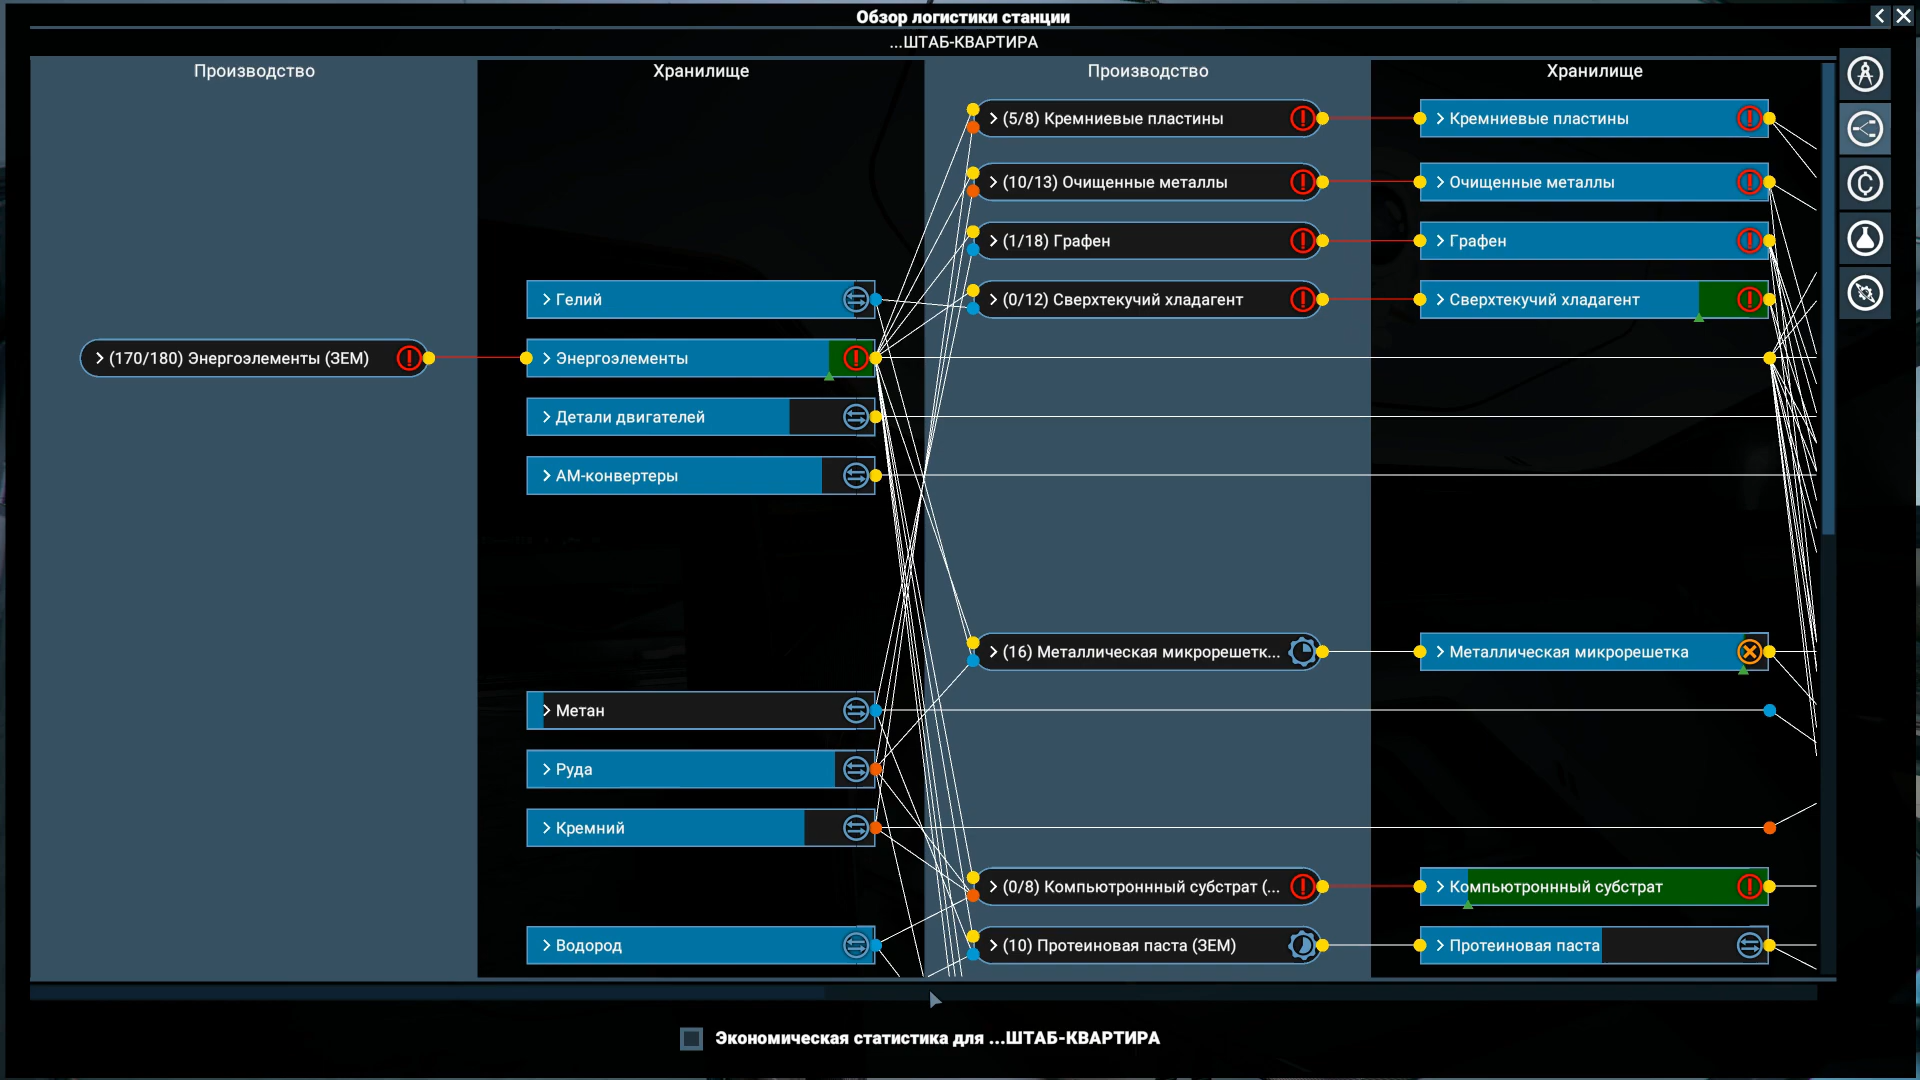 Обзор логистики станции
...ШТАБ-КВАРТИРА
Производство
Хранилище
Производство
Хранилище
(5/8) Кремниевые пластины
Кремниевые пластины
(10/13) Очищенные металлы
Очищенные металлы
(1/18) Графен
Графен
Гелий
(0/12) Сверхтекучий хладагент
Сверхтекучий хладагент
(170/180) Энергоэлементы (ЗЕМ)
Энергоэлементы
Детали двигателей
АМ-конвертеры
(16) Металлическая микрорешетк...
Металлическая микрорешетка
Метан
Руда
Кремний
(0/8) Компьютроннный субстрат (...
Компьютроннный субстрат
Водород
(10) Протеиновая паста (ЗЕМ)
Протеиновая паста
Экономическая статистика для ...ШТАБ-КВАРТИРА